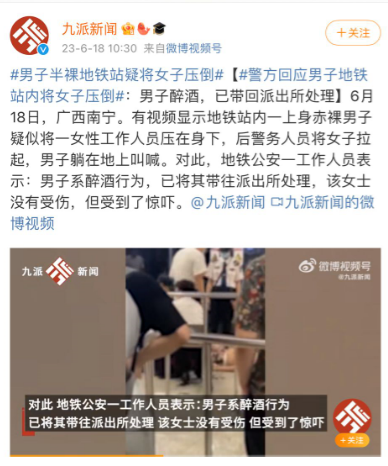 九派新闻
23-6-18 10:30 来自微博视频号
+关注
#男子半裸地铁站疑将女子压倒#【#警方回应男子地铁
站内将女子压倒#：男子醉酒，已带回派出所处理】6月
18日，广西南宁。有视频显示地铁站内一上身赤裸男子
疑似将一女性工作人员压在身下，后警务人员将女子拉
起，男子躺在地上叫喊。对此，地铁公安一工作人员表
示：男子系醉酒行为，已将其带往派出所处理，该女士
没有受伤，但受到了惊吓。@九派新闻 九派新闻的微
博视频
九派 新闻
微博视频号
@九派新闻
对此 地铁公安一工作人员表示:男子系醉酒行为
已将其带往派出所处理 该女士没有受伤 但受到了惊吓
+关注